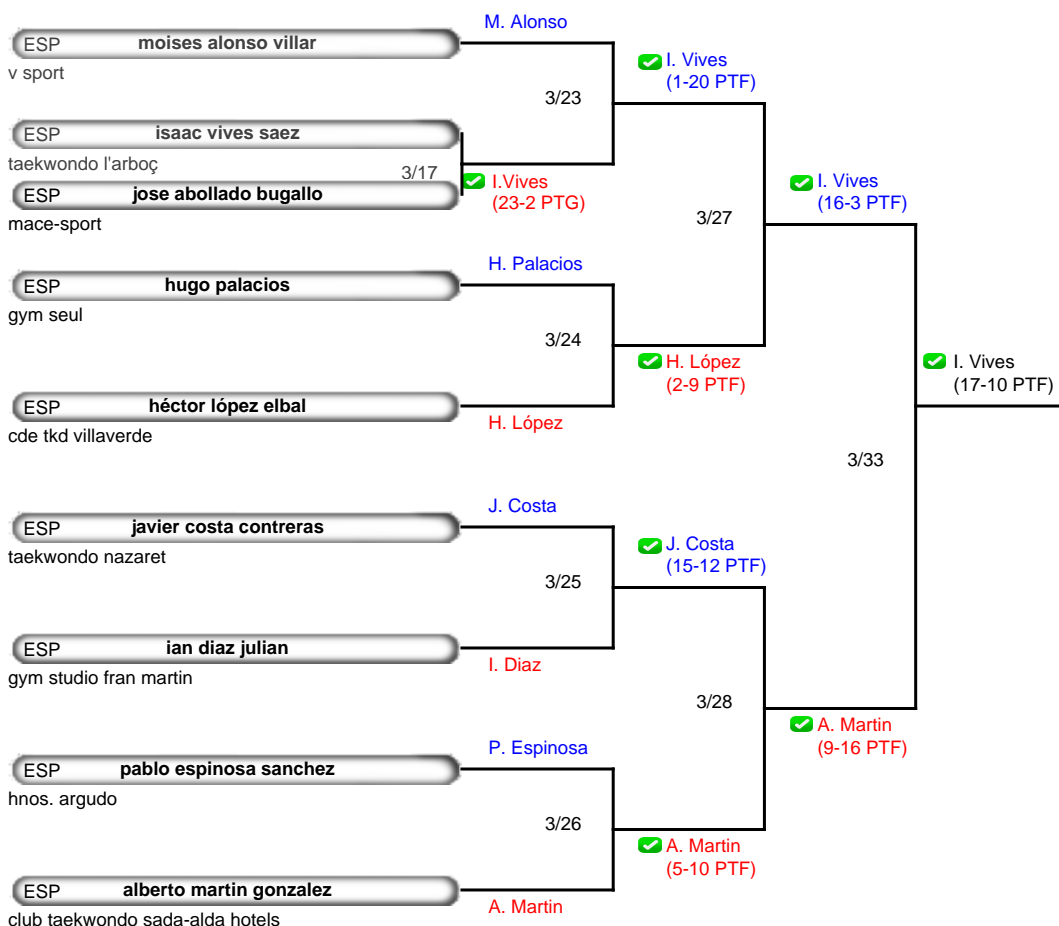 M. Alonso
ESP moises alonso villar
v sport
I. Vives
(1-20 PTF)
3/23
ESP isaac vives saez
taekwondo l'arboç
3/17
ESP jose abollado bugallo
mace-sport
I.Vives
(23-2 PTG)
I. Vives
(16-3 PTF)
3/27
H. Palacios
ESP hugo palacios
gym seul
3/24
H. López
(2-9 PTF)
I. Vives
(17-10 PTF)
ESP héctor lópez elbal
cde tkd villaverde
H. López
3/33
J. Costa
ESP javier costa contreras
taekwondo nazaret
J. Costa
(15-12 PTF)
3/25
ESP ian diaz julian
gym studio fran martin
I. Diaz
3/28
A. Martin
(9-16 PTF)
P. Espinosa
ESP pablo espinosa sanchez
hnos. argudo
3/26
A. Martin
(5-10 PTF)
ESP alberto martin gonzalez
club taekwondo sada-alda hotels
A. Martin